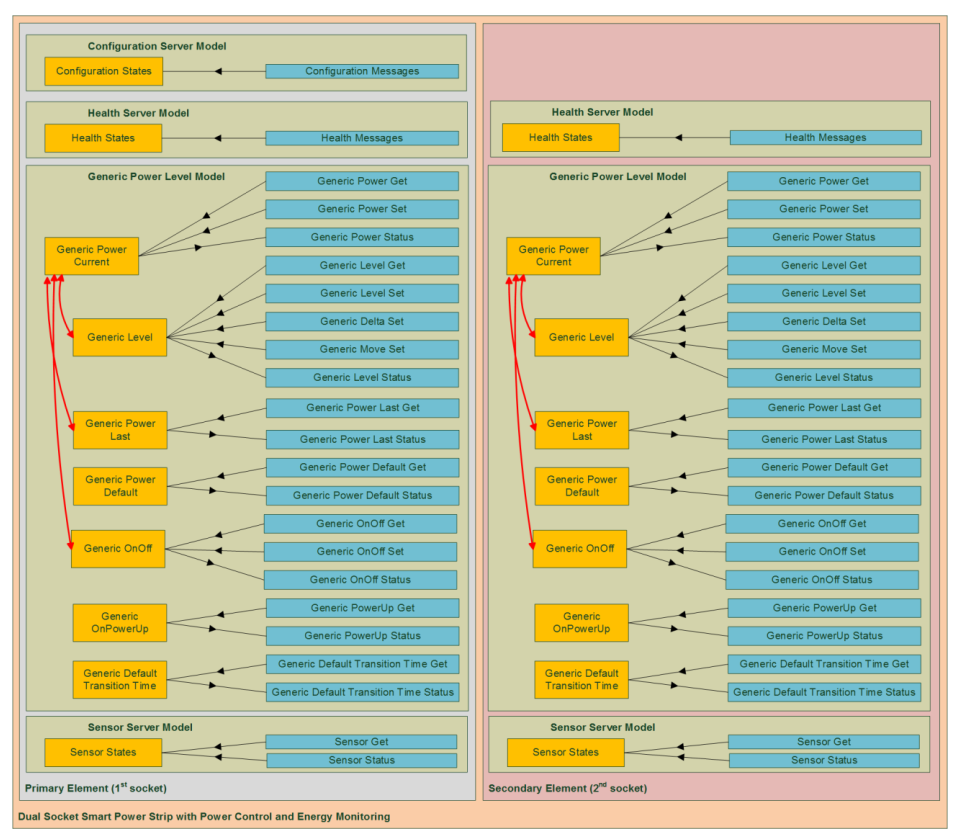 Configuration Server Model
Configuration States
Configuration Messages
Health Server Model
Health States
Health Messages
Generic Power Level Model
Generic Power Get
Generic Power Set
Generic Power Status
Generic Power
Current
Generic Level Get
Generic Level Set
Generic Delta Set
Generic Move Set
Generic Level Status
Generic Level
Generic Power Last Get
Generic Power Last Status
Generic Power
Last
Generic Power Default Get
Generic Power Default Status
Generic Power
Default
Generic OnOff Get
Generic OnOff Set
Generic OnOff Status
Generic OnOff
Generic PowerUp Get
Generic PowerUp Status
Generic
OnPowerUp
Generic Default Transition Time Get
Generic Default Transition Time Status
Generic Default
Transition Time
Sensor Server Model
Sensor States
Sensor Get
Sensor Status
Primary Element (1st socket)
Health Server Model
Health States
Health Messages
Generic Power Level Model
Generic Power Get
Generic Power Set
Generic Power Status
Generic Power
Current
Generic Level Get
Generic Level Set
Generic Delta Set
Generic Move Set
Generic Level Status
Generic Level
Generic Power Last Get
Generic Power Last Status
Generic Power
Last
Generic Power Default Get
Generic Power Default Status
Generic Power
Default
Generic OnOff Get
Generic OnOff Set
Generic OnOff Status
Generic OnOff
Generic PowerUp Get
Generic PowerUp Status
Generic
OnPowerUp
Generic Default Transition Time Get
Generic Default Transition Time Status
Generic Default
Transition Time
Sensor Server Model
Sensor States
Sensor Get
Sensor Status
Secondary Element (2nd socket)
Dual Socket Smart Power Strip with Power Control and Energy Monitoring